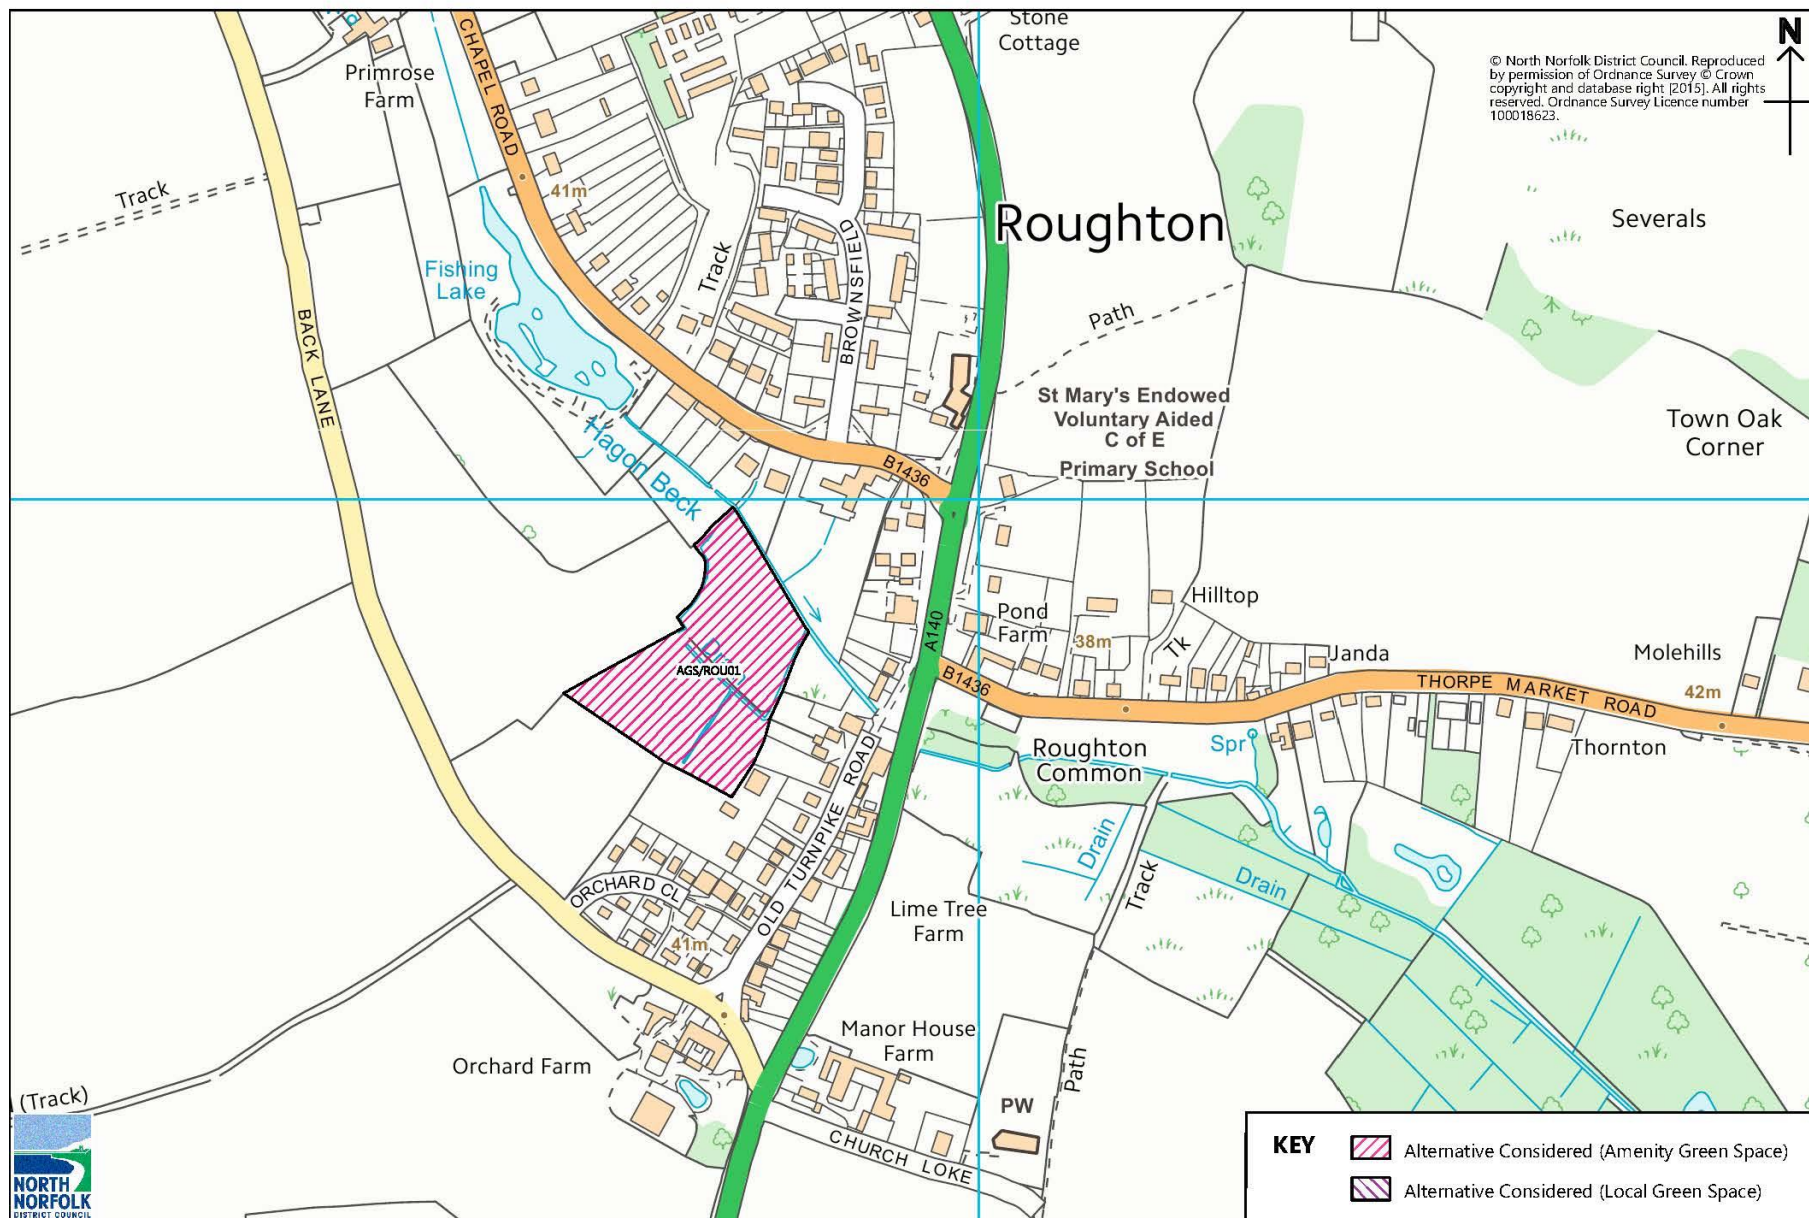 Stone
Cottage
N
© North Norfolk District Council. Reproduced
by permission of Ordnance Survey © Crown
copyright and database right [2015]. All rights
reserved. Ordnance Survey Licence number
100018623.
Primrose
Farm
CHAPEL ROAD
Track
41m
Roughton
Severals
Fishing
Lake
Track
BROWNSFIELD
Path
BACK LANE
St Mary's Endowed
Voluntary Aided
C of E
Primary School
Town Oak
Corner
Hagon Beck
B1436
Hilltop
Pond
Farm
38m
Tk
A140
Janda
Molehills
AGS/ROU01
B1436
THORPE MARKET ROAD
42m
Roughton
Common
Spr
Thornton
OLD TURNPIKE ROAD
Drain
Drain
Track
ORCHARD CL
Lime Tree
Farm
41m
Manor House
Farm
Orchard Farm
Path
(Track)
PW
CHURCH LOKE
NORTH
NORFOLK
DISTRICT COUNCIL
KEY
Alternative Considered (Amenity Green Space)
Alternative Considered (Local Green Space)